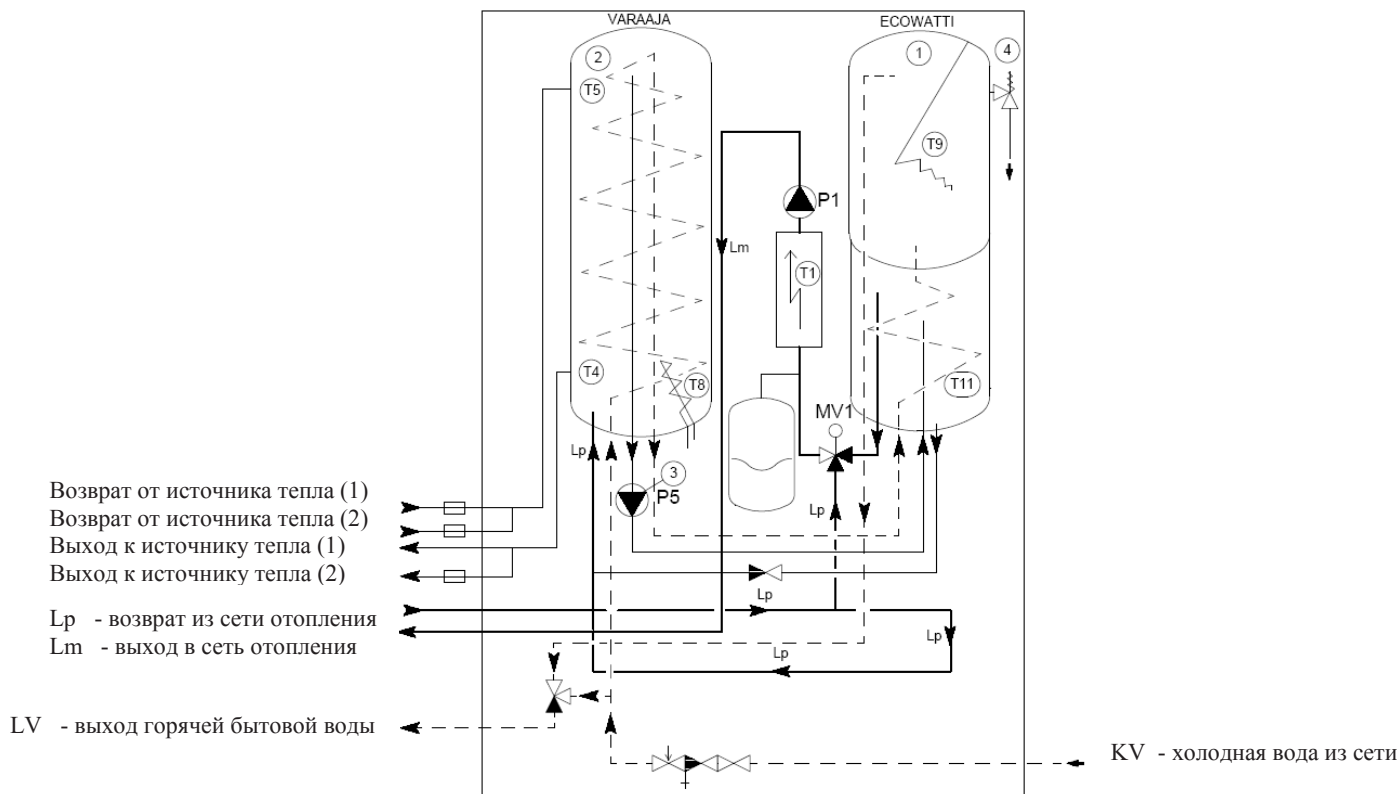 VARAAJA
ECOWATTI
2
1
4
T5
T9
P1
Lm
T1
T4
T8
T11
MV1
Lp
3
P5
Lp
Возврат от источника тепла (1)
Возврат от источника тепла (2)
Выход к источнику тепла (1)
Выход к источнику тепла (2)
Lp
Lp - возврат из сети отопления
Lm - выход в сеть отопления
Lp
Lp
LV - выход горячей бытовой воды
KV - холодная вода из сети